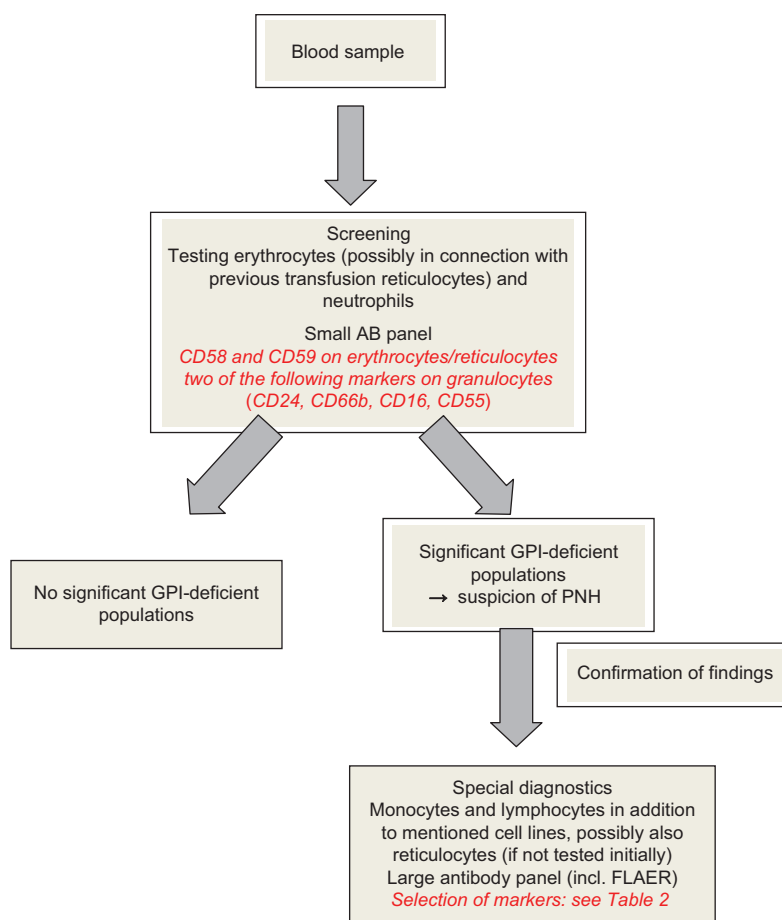 Blood sample
Screening
Testing erythrocytes (possibly in connection with
previous transfusion reticulocytes) and
neutrophils
Small AB panel
CD58 and CD59 on erythrocytes/reticulocytes
two of the following markers on granulocytes
(CD24, CD66b, CD16, CD55)
No significant GPI-deficient
populations
Significant GPI-deficient
populations
→ suspicion of PNH
Confirmation of findings
Special diagnostics
Monocytes and lymphocytes in addition
to mentioned cell lines, possibly also
reticulocytes (if not tested initially)
Large antibody panel (incl. FLAER)
Selection of markers: see Table 2